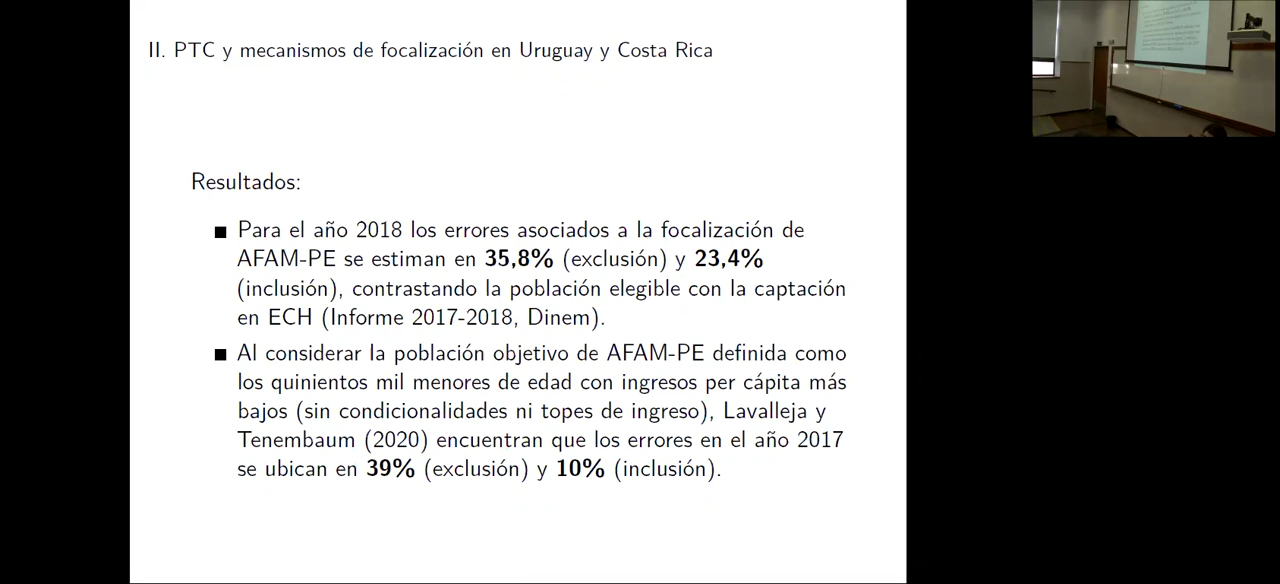 II. PTC y mecanismos de focalización en Uruguay y Costa Rica
Resultados:
■ Para el año 2018 los errores asociados a la focalización de
AFAM-PE se estiman en 35,8% (exclusión) y 23,4%
(inclusión), contrastando la población elegible con la captación
en ECH (Informe 2017-2018, Dinem).
■ Al considerar la población objetivo de AFAM-PE definida como
los quinientos mil menores de edad con ingresos per cápita más
bajos (sin condicionalidades ni topes de ingreso), Lavalleja y
Tenembaum (2020) encuentran que los errores en el año 2017
se ubican en 39% (exclusión) y 10% (inclusión).